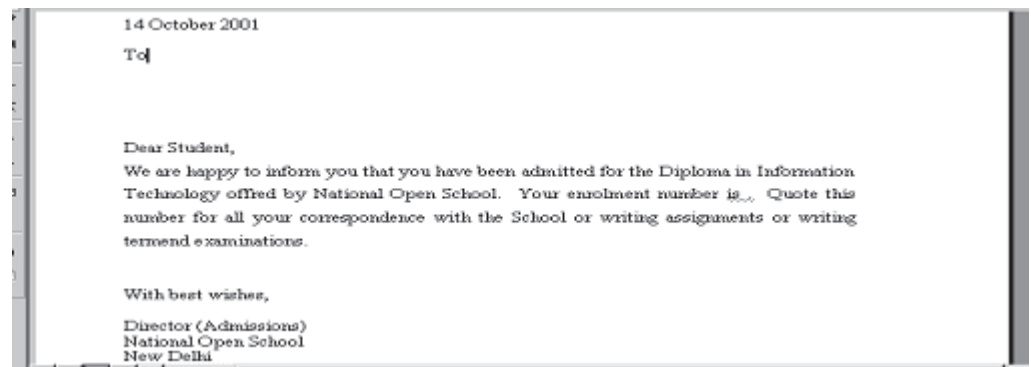 14 October 2001
To
Dear Student,
We are happy to inform you that you have been admitted for the Diploma in Information
Technology offred by National Open School. Your enrolment number is . Quote this
number for all your correspondence with the School or writing assignments or writing
termend examinations.
With best wishes,
Director (Admissions)
National Open School
New Delhi